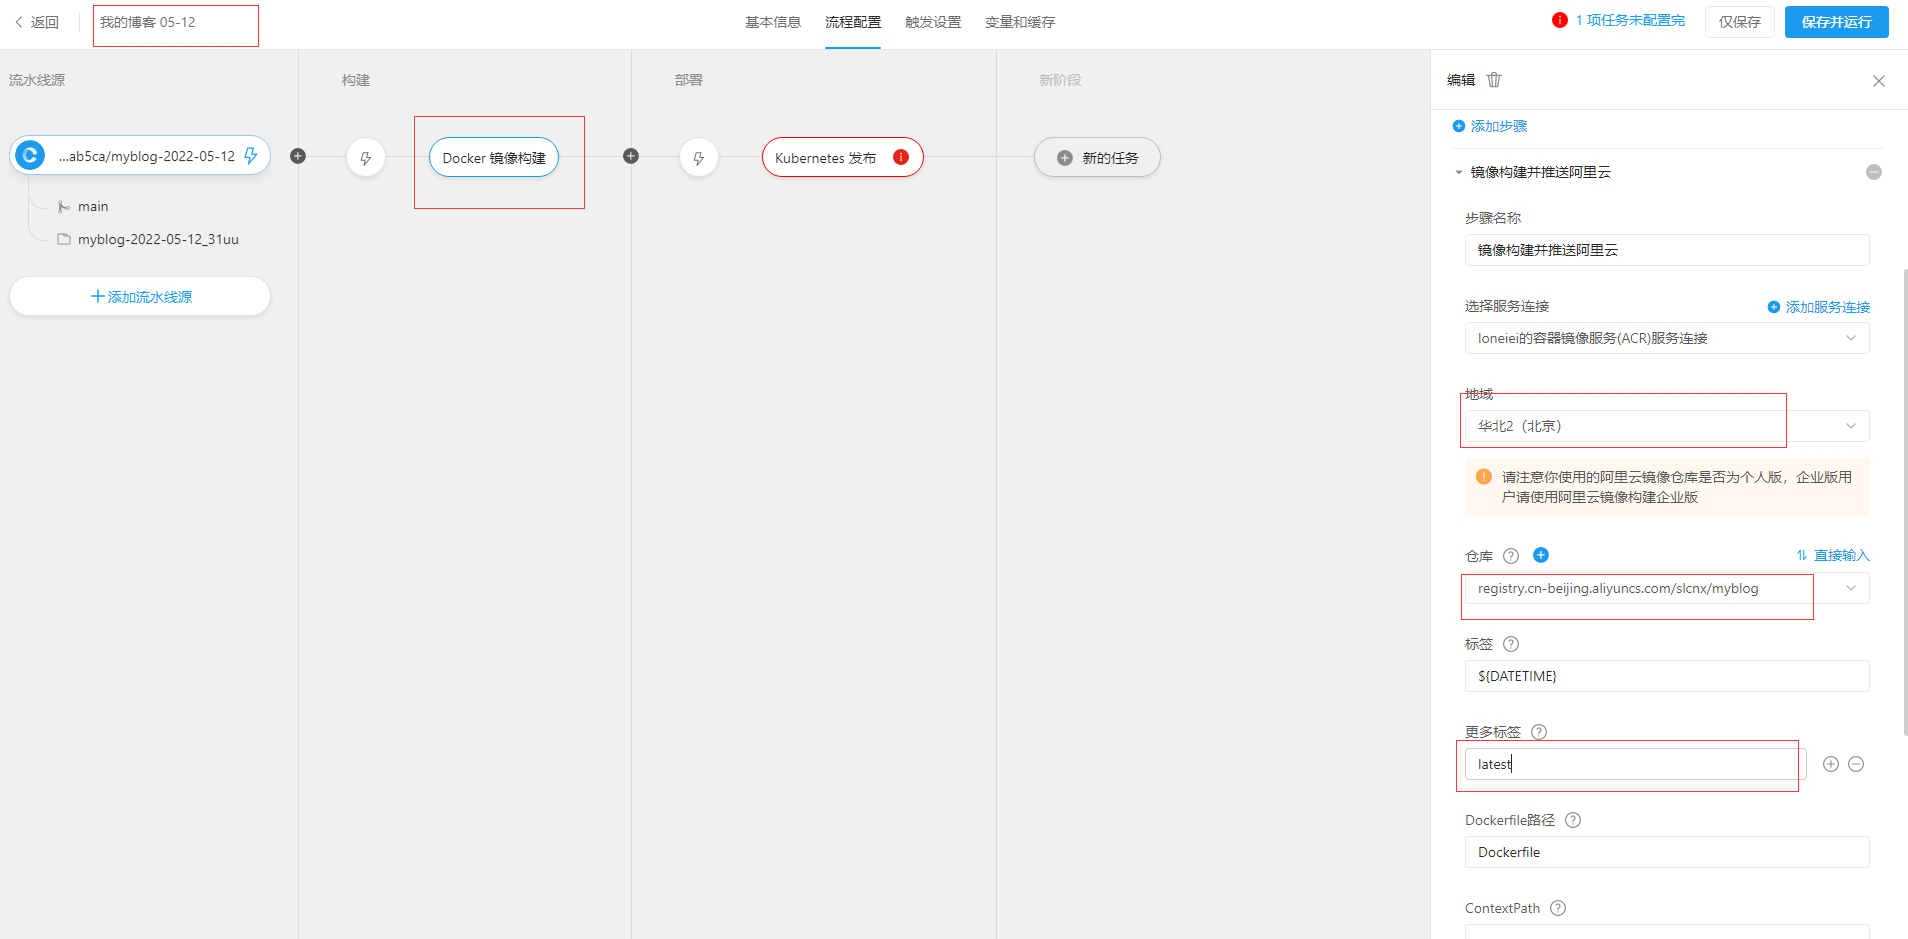 返回
我的博客 05-12
基本信息
流程配置
触发设置
变量和缓存
1 项任务未配置完
仅保存
保存并运行
流水线源
构建
部署
新阶段
...ab5ca/myblog-2022-05-12
main
myblog-2022-05-12_31uu
添加流水线源
Docker 镜像构建
Kubernetes 发布
新的任务
编辑
添加步骤
镜像构建并推送阿里云
步骤名称
镜像构建并推送阿里云
选择服务连接
添加服务连接
loneiei的容器镜像服务(ACR)服务连接
地域
华北2（北京）
请注意你使用的阿里云镜像仓库是否为个人版，企业版用
户请使用阿里云镜像构建企业版
仓库
直接输入
registry.cn-beijing.aliyuncs.com/slcnx/myblog
标签
${DATETIME}
更多标签
latest
Dockerfile路径
Dockerfile
ContextPath